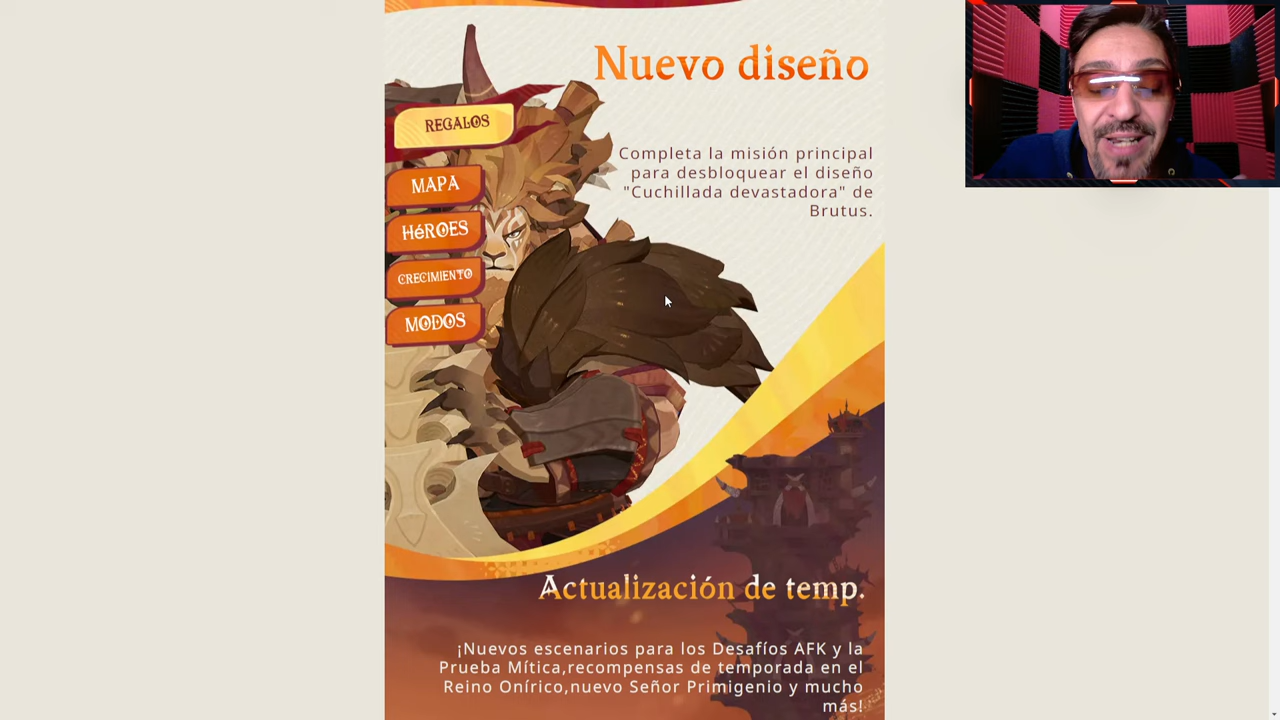 Nuevo diseño
REGALOS
MAPA
HéROES
CRECIMIENTO
MODOS
Completa la misión principal
para desbloquear el diseño
"Cuchillada devastadora" de
Brutus.
Actualización de temp.
¡Nuevos escenarios para los Desafíos AFK y la
Prueba Mítica,recompensas de temporada en el
Reino Onírico,nuevo Señor Primigenio y mucho
más!